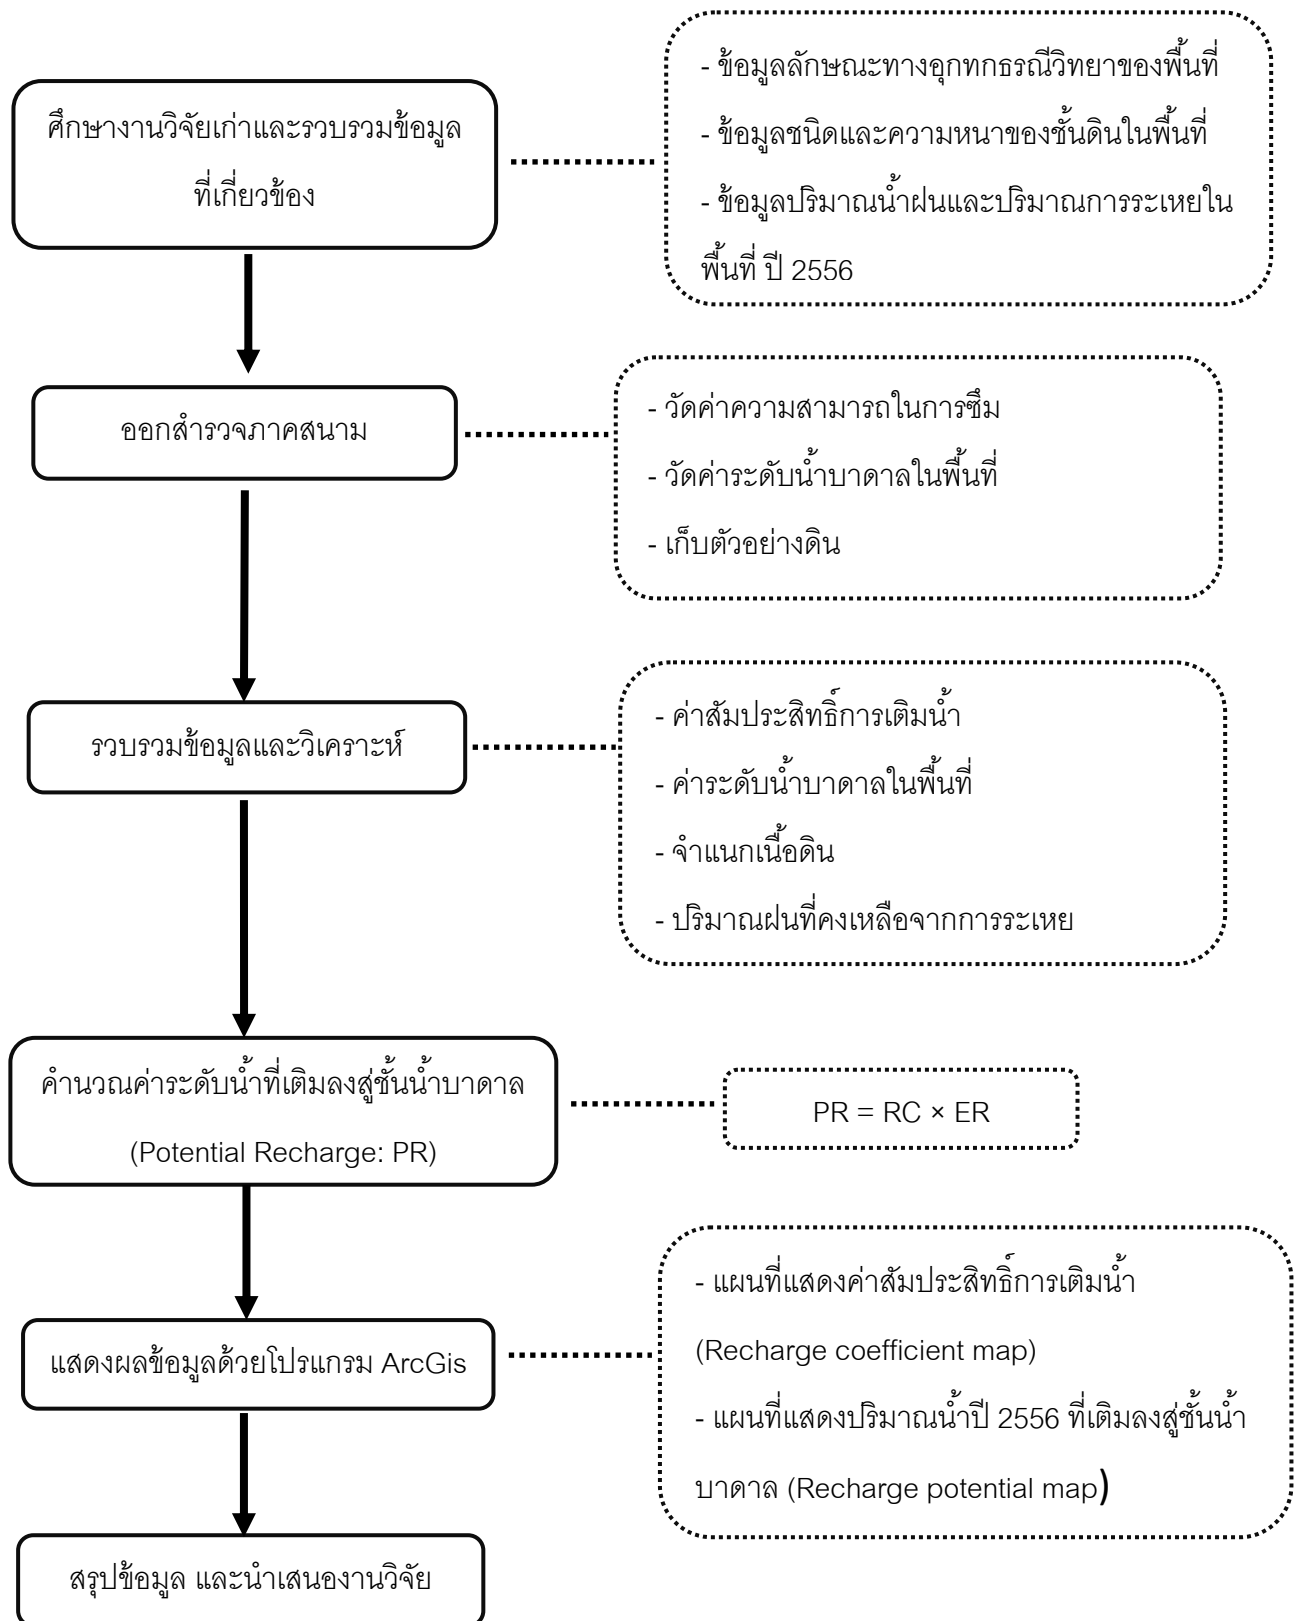 ศึกษางานวิจัยเก่าและรวบรวมข้อมูล
ที่เกี่ยวข้อง
- ข้อมูลลักษณะทางอุกทกธรณีวิทยาของพื้นที่
- ข้อมูลชนิดและความหนาของชั้นดินในพื้นที่
- ข้อมูลปริมาณน้ำฝนและปริมาณการระเหยใน
พื้นที่ ปี 2556
ออกสำรวจภาคสนาม
- วัดค่าความสามารถในการซึม
- วัดค่าระดับน้ำบาดาลในพื้นที่
- เก็บตัวอย่างดิน
รวบรวมข้อมูลและวิเคราะห์
- ค่าสัมประสิทธิ์การเติมน้ำ
- ค่าระดับน้ำบาดาลในพื้นที่
- จำแนกเนื้อดิน
- ปริมาณฝนที่คงเหลือจากการระเหย
คำนวณค่าระดับน้ำที่เติมลงสู่ชั้นน้ำบาดาล
(Potential Recharge: PR)
PR = RC × ER
แสดงผลข้อมูลด้วยโปรแกรม ArcGis
- แผนที่แสดงค่าสัมประสิทธิ์การเติมน้ำ
(Recharge coefficient map)
- แผนที่แสดงปริมาณน้ำปี 2556 ที่เติมลงสู่ชั้นน้ำ
บาดาล (Recharge potential map)
สรุปข้อมูล และนำเสนองานวิจัย